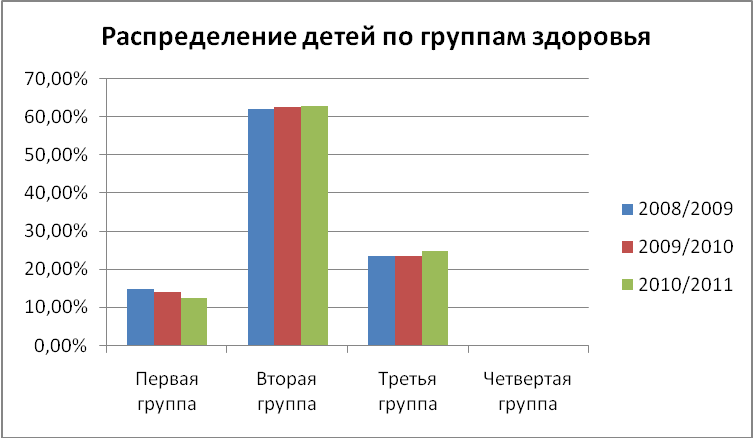 Распределение детей по группам здоровья
70,00%
60,00%
50,00%
40,00%
30,00%
20,00%
10,00%
0,00%
Первая группа
Вторая группа
Третья группа
Четвертая группа
2008/2009
2009/2010
2010/2011